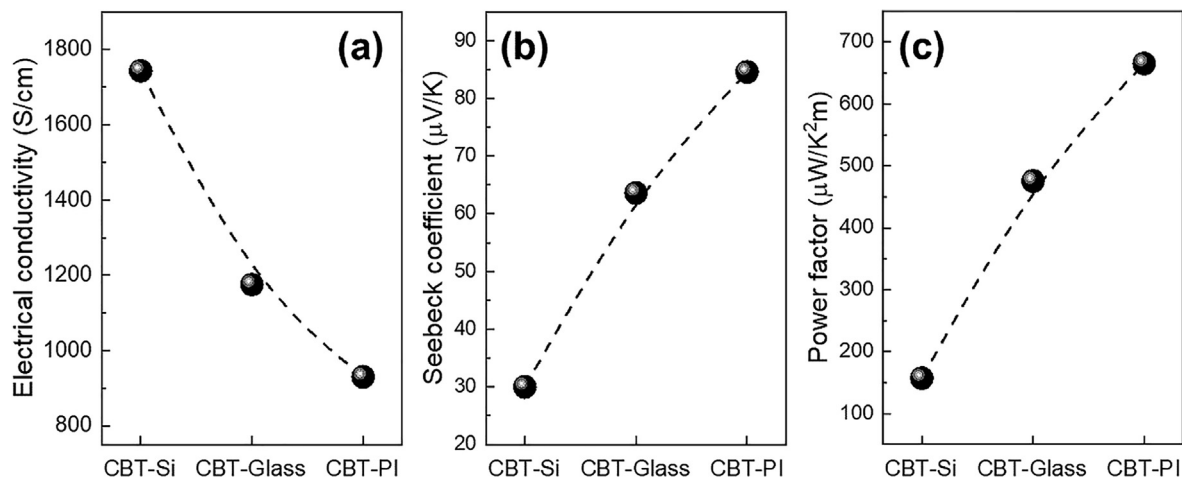 (a)
Electrical conductivity (S/cm)
1800
1600
1400
1200
1000
800
CBT-Si
CBT-Glass
CBT-PI
(b)
Seebeck coefficient (μV/K)
90
80
70
60
50
40
30
20
CBT-Si
CBT-Glass
CBT-PI
(c)
Power factor (μW/K²m)
700
600
500
400
300
200
100
CBT-Si
CBT-Glass
CBT-PI